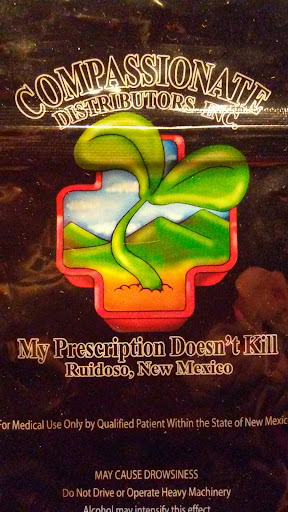 COMPASSIONATE
DISTRIBUTORS, INC.
My Prescription Doesn't Kill
Ruidoso, New Mexico
For Medical Use Only by Qualified Patient Within the State of New Mexic
MAY CAUSE DROWSINESS
Do Not Drive or Operate Heavy Machinery
Alcohol may intensify this effect